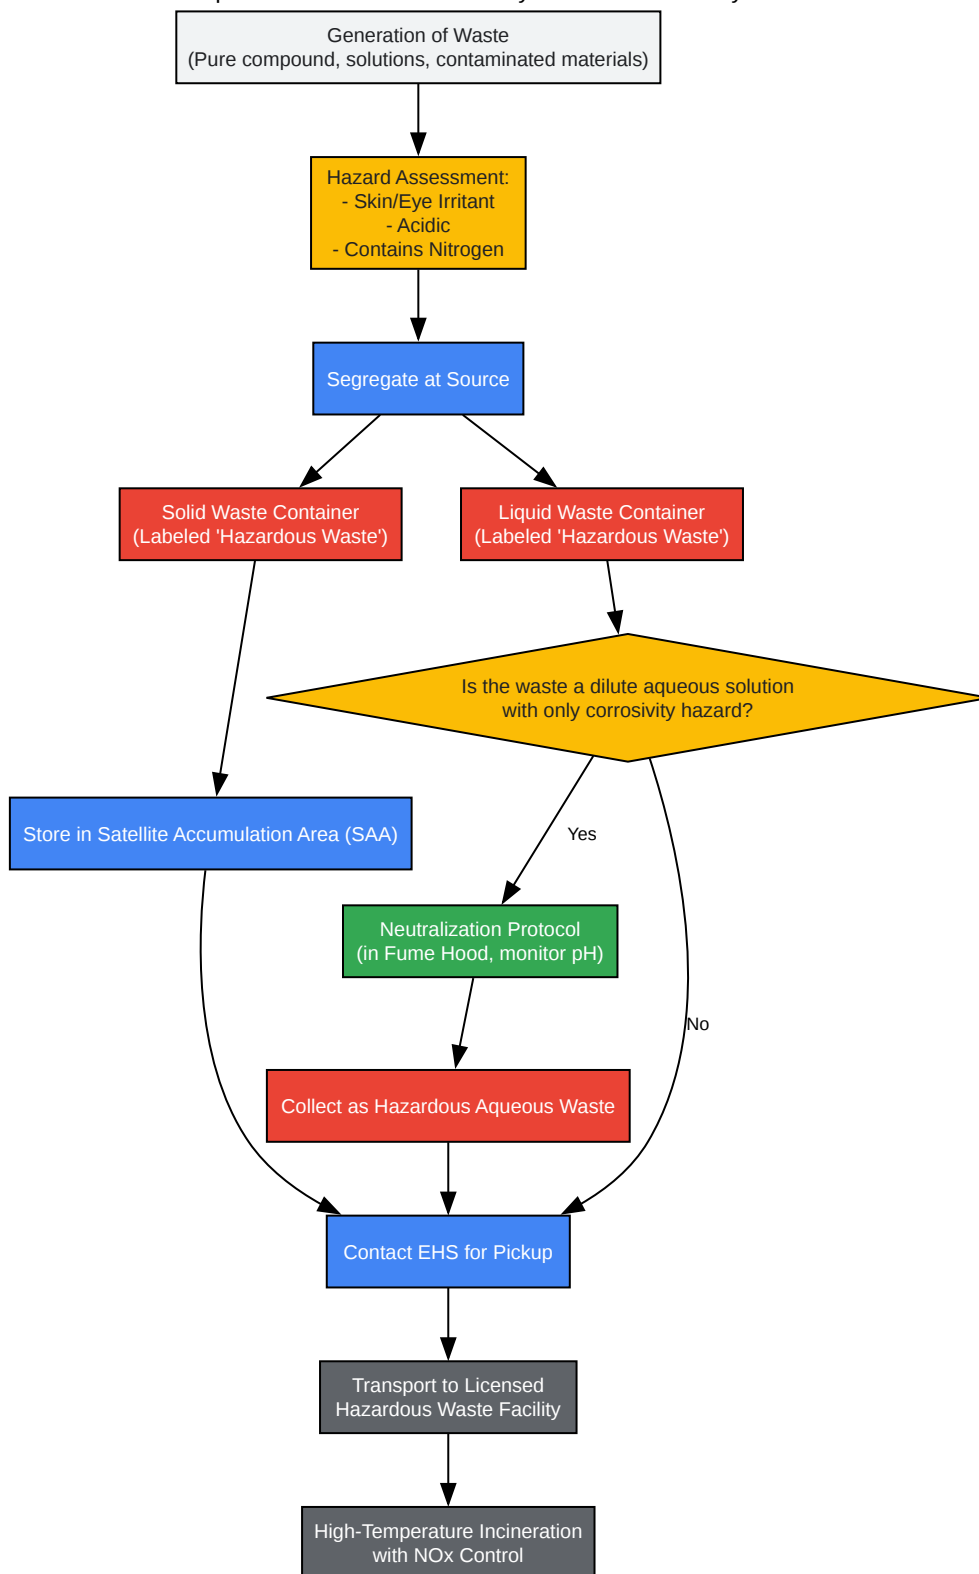 Generation of Waste
(Pure compound, solutions, contaminated materials)
Hazard Assessment:
- Skin/Eye Irritant
- Acidic
- Contains Nitrogen
Segregate at Source
Solid Waste Container
(Labeled 'Hazardous Waste')
Liquid Waste Container
(Labeled 'Hazardous Waste')
Is the waste a dilute aqueous solution
with only corrosivity hazard?
Store in Satellite Accumulation Area (SAA)
Yes
Neutralization Protocol
(in Fume Hood, monitor pH)
No
Collect as Hazardous Aqueous Waste
Contact EHS for Pickup
Transport to Licensed
Hazardous Waste Facility
High-Temperature Incineration
with NOx Control